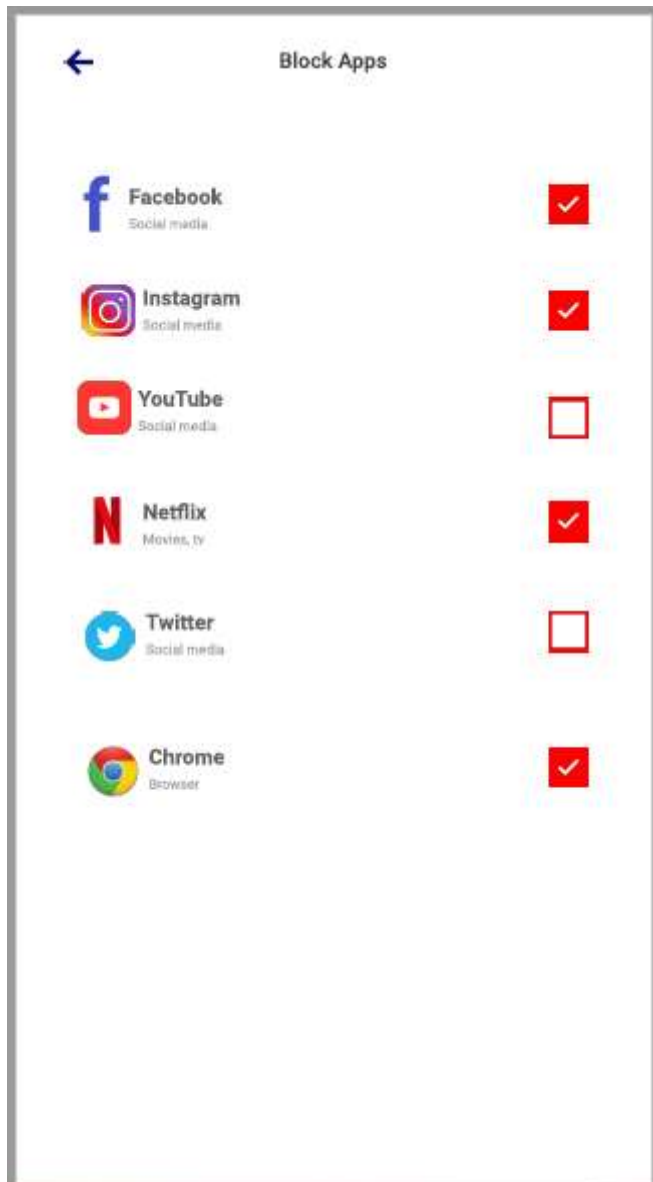 Block Apps
Facebook
Social media
Instagram
Social media
YouTube
Social media
Netflix
Movies, tv
Twitter
Social media
Chrome
Browser